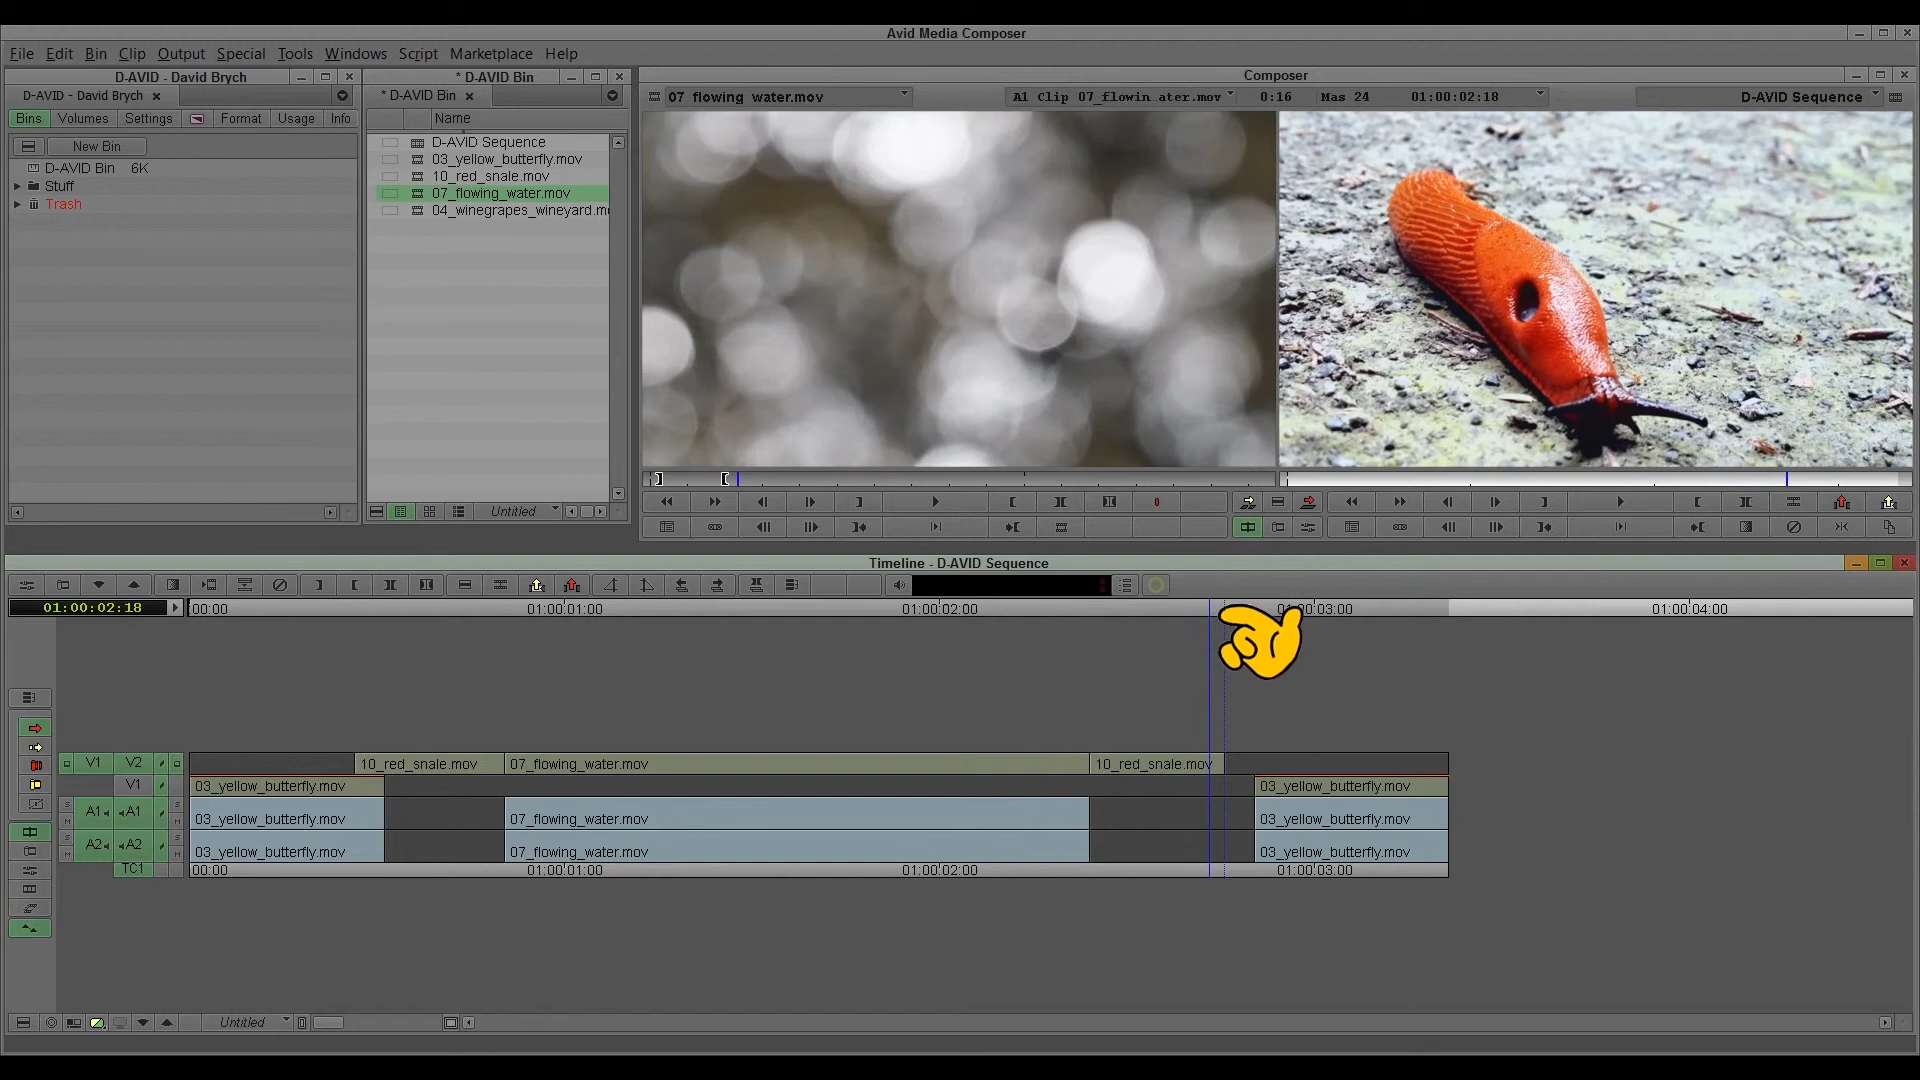 Avid Media Composer
File Edit Bin Clip Output Special Tools Windows Script Marketplace Help
D-AVID - David Brych
D-AVID - David Brych
Bins Volumes Settings Format Usage Info
New Bin
D-AVID Bin 6K
Stuff
Trash
* D-AVID Bin
* D-AVID Bin
Name
D-AVID Sequence
03_yellow_butterfly.mov
10_red_snale.mov
07_flowing_water.mov
04_winegrapes_wineyard.m
Untitled
Composer
07 flowing water.mov
A1 Clip 07_flowin…ater.mov 0:16 Mas 24 01:00:02:18
D-AVID Sequence
Timeline - D-AVID Sequence
01:00:02:18
00:00 01:00:01:00 01:00:02:00 01:00:03:00 01:00:04:00
V1 V2 10_red_snale.mov 07_flowing_water.mov 10_red_snale.mov
V1 03_yellow_butterfly.mov 03_yellow_butterfly.mov
S S
A1 A1 03_yellow_butterfly.mov 07_flowing_water.mov 03_yellow_butterfly.mov
M M
S S
A2 A2 03_yellow_butterfly.mov 07_flowing_water.mov 03_yellow_butterfly.mov
M M
TC1 00:00 01:00:01:00 01:00:02:00 01:00:03:00
Untitled